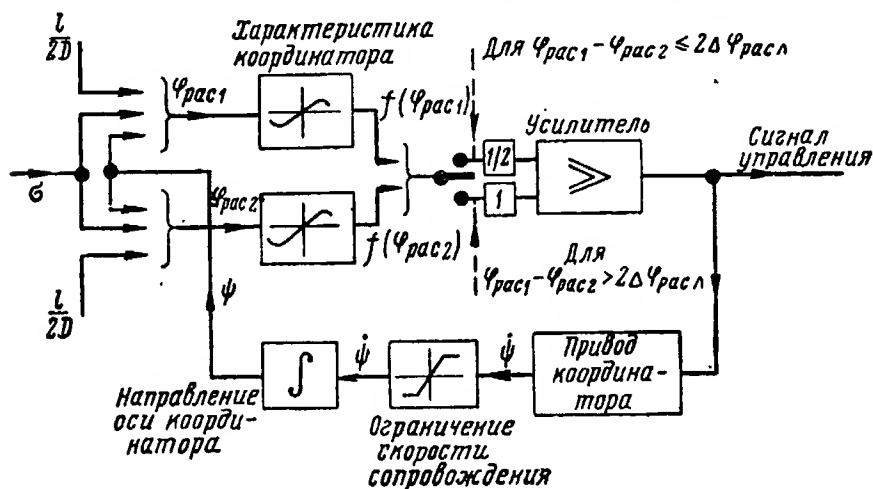 l/2D
Характеристика
координатора
Для φрас1 - φрас2 ≤ 2Δφрасл
φрас1
f(φрас1)
Усилитель
Сигнал
управления
1/2
σ
1
φрас2
f(φрас2)
Для
φрас1 - φрас2 > 2Δφрасл
l/2D
ψ
∫
ψ̇
ψ̇
Привод
координа-
тора
Направление
оси коорди-
натора
Ограничение
скорости
сопровождения